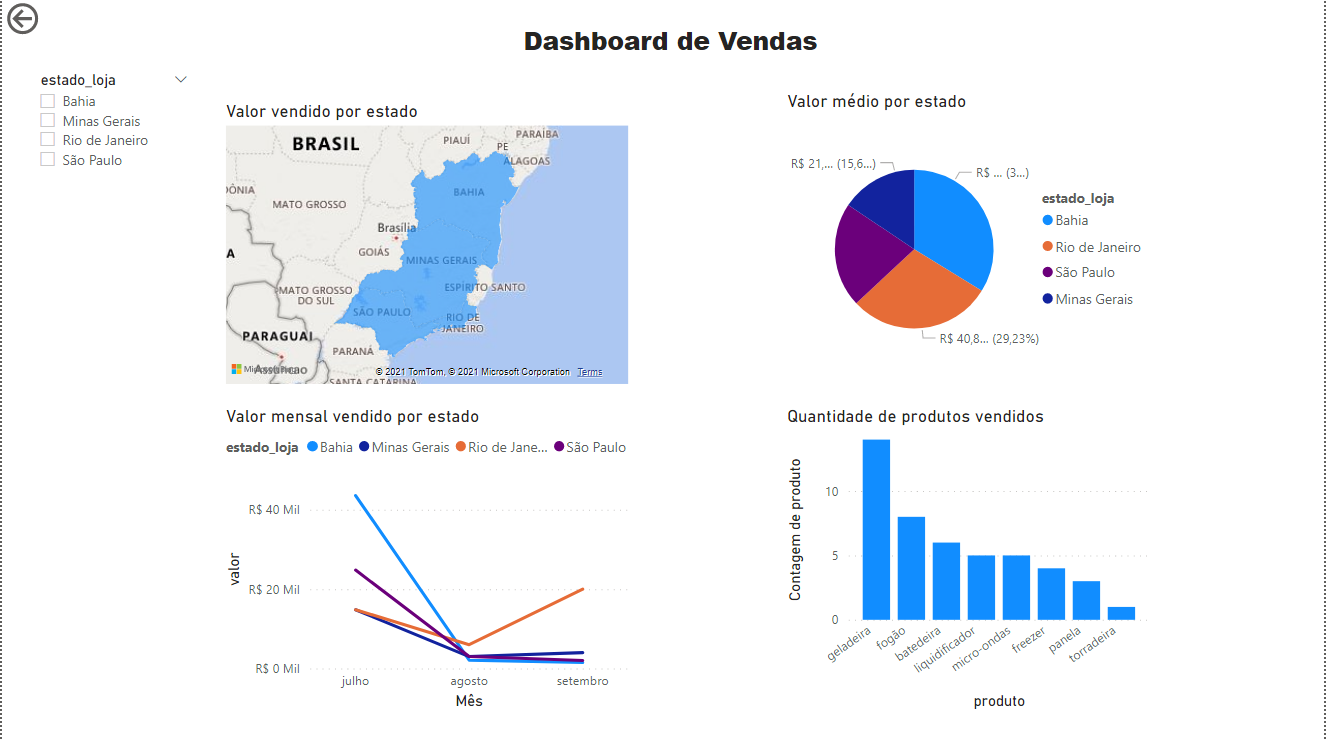 Dashboard de Vendas
estado_loja
Bahia
Minas Gerais
Rio de Janeiro
São Paulo
Valor vendido por estado
BRASIL
PIAUÍ
PARAÍBA
PE
ALAGOAS
DÔNIA
MATO GROSSO
BAHIA
Brasília
GOIÁS
MINAS GERAIS
A
MATO GROSSO
DO SUL
ESPÍRITO SANTO
SÃO PAULO
RIO DE
JANEIRO
PARAGUAI
PARANÁ
Assunção
SANTA CATARINA
© 2021 TomTom, © 2021 Microsoft Corporation Terms
Valor médio por estado
R$ 21,... (15,6...)
R$ ... (3...)
R$ 40,8... (29,23%)
estado_loja
Bahia
Rio de Janeiro
São Paulo
Minas Gerais
Valor mensal vendido por estado
estado_loja Bahia Minas Gerais Rio de Jane... São Paulo
valor
R$ 40 Mil
R$ 20 Mil
R$ 0 Mil
julho agosto setembro
Mês
Quantidade de produtos vendidos
Contagem de produto
10
5
0
geladeira fogão batedeira liquidificador micro-ondas freezer panela torradeira
produto